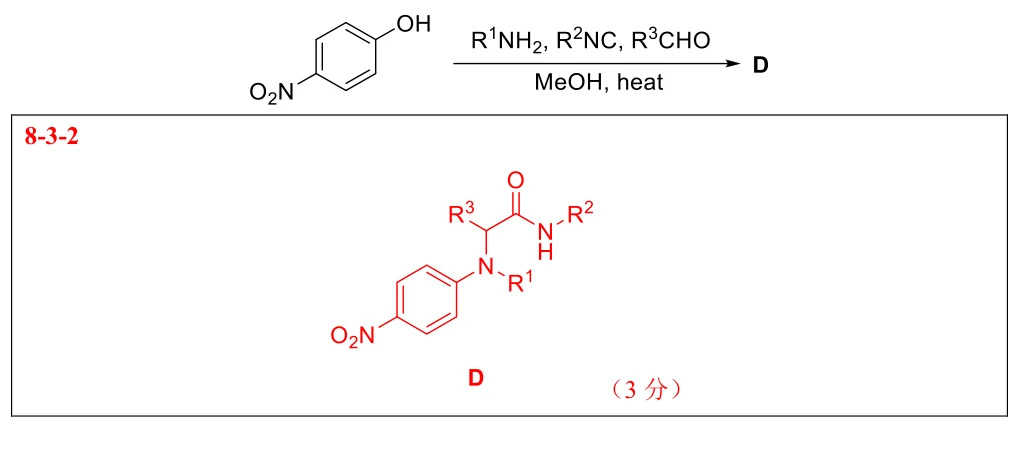 OH
O₂N
R¹NH₂, R²NC, R³CHO
MeOH, heat
D
8-3-2
O
R³
R²
N
H
N
R¹
O₂N
D
（3 分）